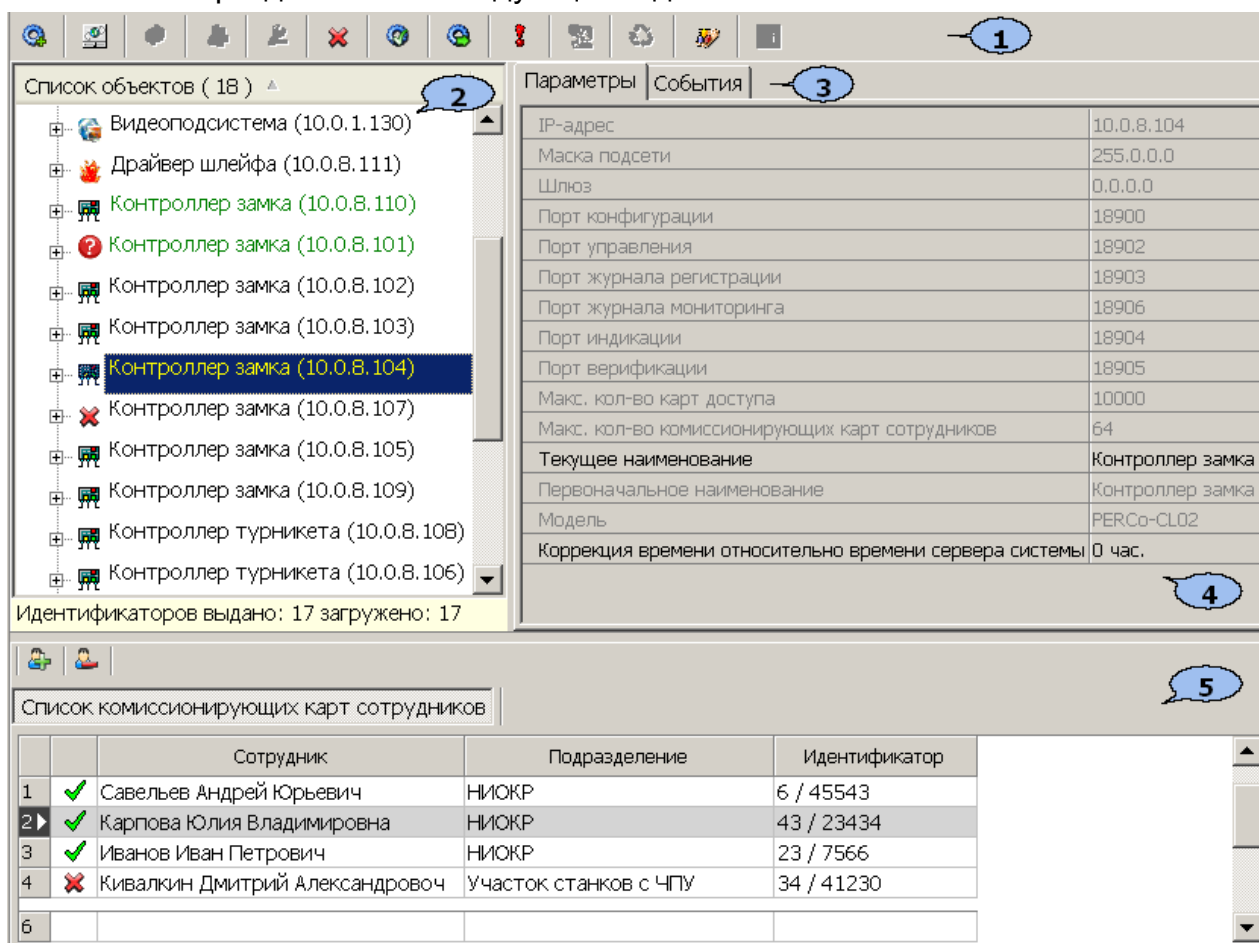 1
Список объектов ( 18 )
2
Параметры События
3
Видеоподсистема (10.0.1.130)
Драйвер шлейфа (10.0.8.111)
Контроллер замка (10.0.8.110)
Контроллер замка (10.0.8.101)
Контроллер замка (10.0.8.102)
Контроллер замка (10.0.8.103)
Контроллер замка (10.0.8.104)
Контроллер замка (10.0.8.107)
Контроллер замка (10.0.8.105)
Контроллер замка (10.0.8.109)
Контроллер турникета (10.0.8.108)
Контроллер турникета (10.0.8.106)
Идентификаторов выдано: 17 загружено: 17
IP-адрес 10.0.8.104
Маска подсети 255.0.0.0
Шлюз 0.0.0.0
Порт конфигурации 18900
Порт управления 18902
Порт журнала регистрации 18903
Порт журнала мониторинга 18906
Порт индикации 18904
Порт верификации 18905
Макс. кол-во карт доступа 10000
Макс. кол-во комиссионирующих карт сотрудников 64
Текущее наименование Контроллер замка
Первоначальное наименование Контроллер замка
Модель PERCo-CL02
Коррекция времени относительно времени сервера системы 0 час.
4
5
Список комиссионирующих карт сотрудников
Сотрудник Подразделение Идентификатор
1 Савельев Андрей Юрьевич НИОКР 6 / 45543
2 Карпова Юлия Владимировна НИОКР 43 / 23434
3 Иванов Иван Петрович НИОКР 23 / 7566
4 Кивалкин Дмитрий Александровоч Участок станков с ЧПУ 34 / 41230
6